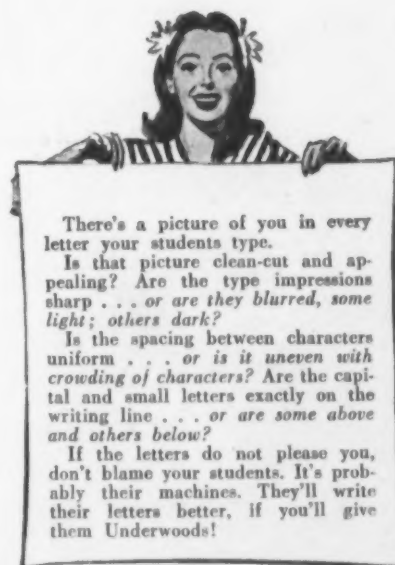 There's a picture of you in every
letter your students type.
Is that picture clean-cut and ap-
pealing? Are the type impressions
sharp . . . or are they blurred, some
light; others dark?
Is the spacing between characters
uniform . . . or is it uneven with
crowding of characters? Are the capi-
tal and small letters exactly on the
writing line . . . or are some above
and others below?
If the letters do not please you,
don't blame your students. It's prob-
ably their machines. They'll write
their letters better, if you'll give
them Underwoods!